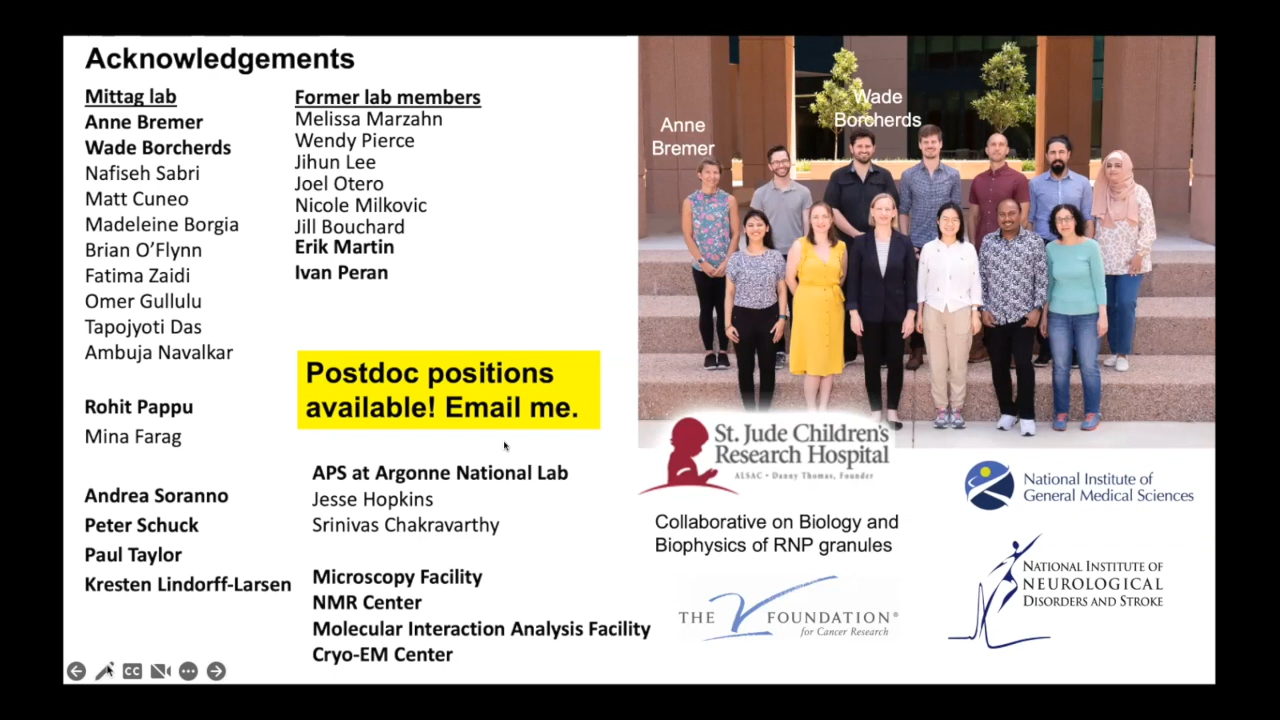 Acknowledgements
Mittag lab
Anne Bremer
Wade Borcherds
Nafiseh Sabri
Matt Cuneo
Madeleine Borgia
Brian O’Flynn
Fatima Zaidi
Omer Gullulu
Tapojyoti Das
Ambuja Navalkar
Rohit Pappu
Mina Farag
Andrea Soranno
Peter Schuck
Paul Taylor
Kresten Lindorff-Larsen
Former lab members
Melissa Marzahn
Wendy Pierce
Jihun Lee
Joel Otero
Nicole Milkovic
Jill Bouchard
Erik Martin
Ivan Peran
Postdoc positions
available! Email me.
APS at Argonne National Lab
Jesse Hopkins
Srinivas Chakravarthy
Microscopy Facility
NMR Center
Molecular Interaction Analysis Facility
Cryo-EM Center
Anne
Bremer
Wade
Borcherds
St. Jude Children's
Research Hospital
ALSAC • Danny Thomas, Founder
Collaborative on Biology and
Biophysics of RNP granules
THE V FOUNDATION®
for Cancer Research
National Institute of
General Medical Sciences
NATIONAL INSTITUTE OF
NEUROLOGICAL
DISORDERS AND STROKE
CC